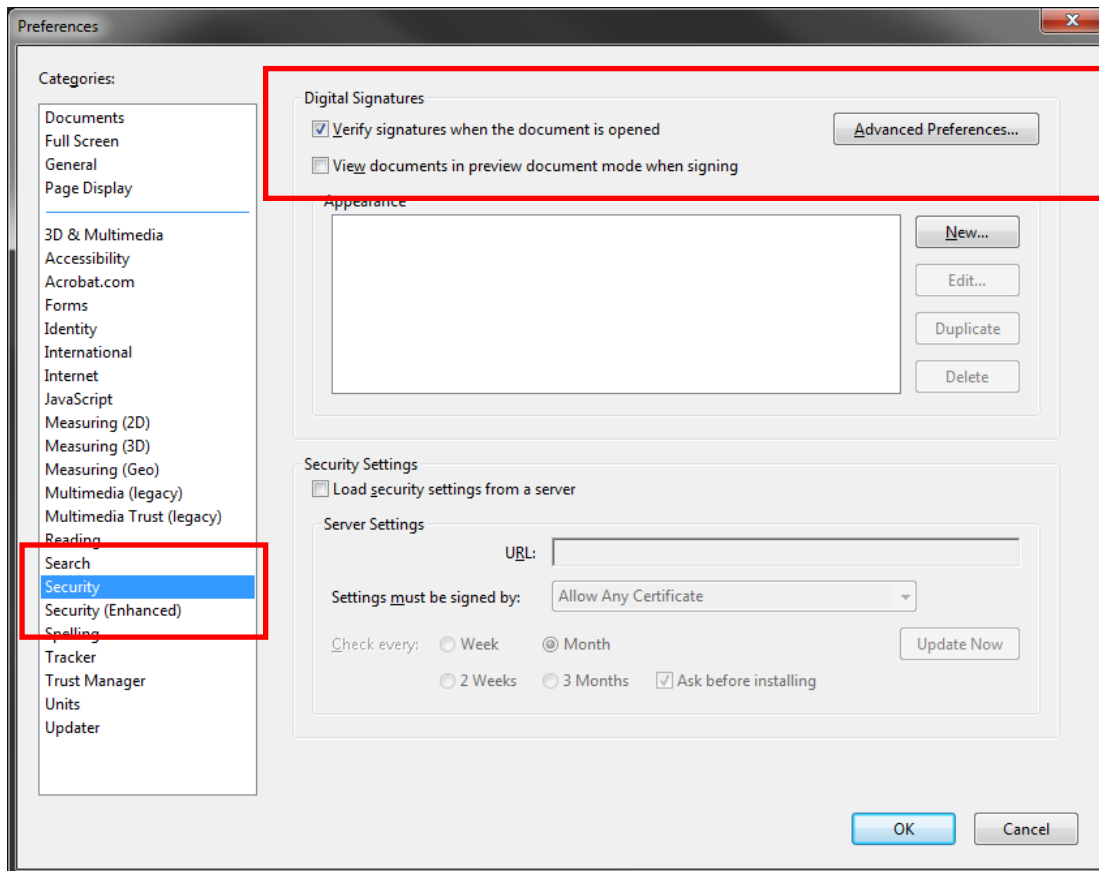 Preferences
Categories:
Documents
Full Screen
General
Page Display
3D & Multimedia
Accessibility
Acrobat.com
Forms
Identity
International
Internet
JavaScript
Measuring (2D)
Measuring (3D)
Measuring (Geo)
Multimedia (legacy)
Multimedia Trust (legacy)
Reading
Search
Security
Security (Enhanced)
Spelling
Tracker
Trust Manager
Units
Updater
Digital Signatures
Verify signatures when the document is opened
Advanced Preferences...
View documents in preview document mode when signing
Appearance
New...
Edit...
Duplicate
Delete
Security Settings
Load security settings from a server
Server Settings
URL:
Settings must be signed by: Allow Any Certificate
Check every: Week Month Update Now
2 Weeks 3 Months Ask before installing
OK Cancel